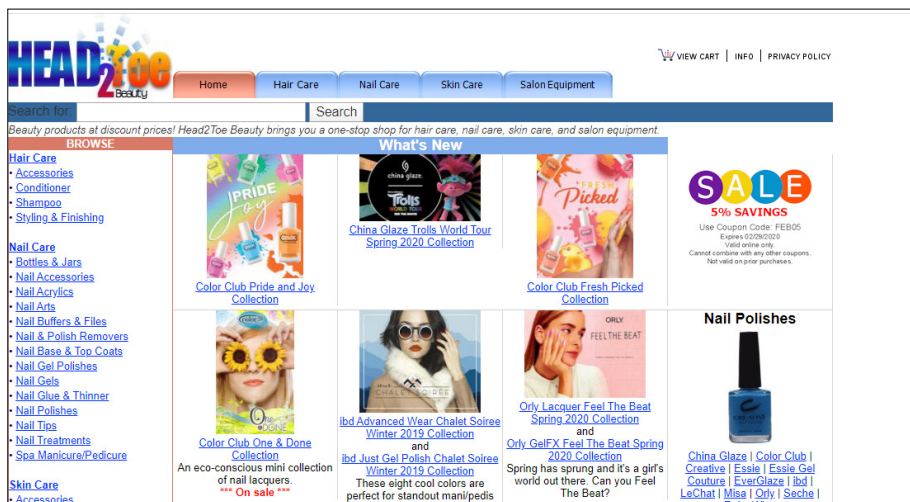 HEAD2Toe
Beauty
VIEW CART | INFO | PRIVACY POLICY
Home
Hair Care
Nail Care
Skin Care
Salon Equipment
Search for:
Search
Beauty products at discount prices! Head2Toe Beauty brings you a one-stop shop for hair care, nail care, skin care, and salon equipment.
BROWSE
Hair Care
• Accessories
• Conditioner
• Shampoo
• Styling & Finishing
Nail Care
• Bottles & Jars
• Nail Accessories
• Nail Acrylics
• Nail Arts
• Nail Buffers & Files
• Nail & Polish Removers
• Nail Base & Top Coats
• Nail Gel Polishes
• Nail Gels
• Nail Glue & Thinner
• Nail Polishes
• Nail Tips
• Nail Treatments
• Spa Manicure/Pedicure
Skin Care
• Accessories
What's New
PRIDE
Joy
Color Club Pride and Joy
Collection
china glaze
Trolls
WORLD TOUR
China Glaze Trolls World Tour
Spring 2020 Collection
FRESH
Picked
Color Club Fresh Picked
Collection
SALE
5% SAVINGS
Use Coupon Code: FEB05
Expires 02/29/2020
Valid online only.
Cannot combine with any other coupons.
Not valid on prior purchases.
One
DONE
Color Club One & Done
Collection
An eco-conscious mini collection
of nail lacquers.
*** On sale ***
CHALET SOIREE
ibd Advanced Wear Chalet Soiree
Winter 2019 Collection
and
ibd Just Gel Polish Chalet Soiree
Winter 2019 Collection
These eight cool colors are
perfect for standout mani/pedis
ORLY
FEEL THE BEAT
Orly Lacquer Feel The Beat
Spring 2020 Collection
and
Orly GelFX Feel The Beat Spring
2020 Collection
Spring has sprung and it's a girl's
world out there. Can you Feel
The Beat?
Nail Polishes
China Glaze | Color Club |
Creative | Essie | Essie Gel
Couture | EverGlaze | ibd |
LeChat | Misa | Orly | Seche |